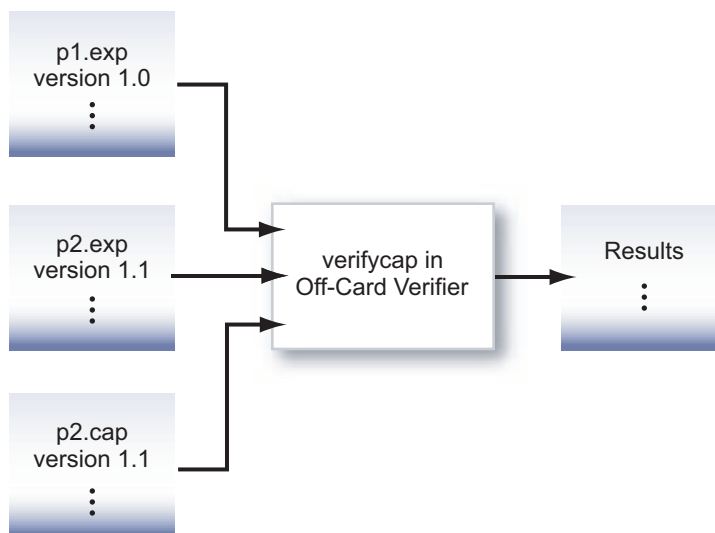 p1.exp
version 1.0
p2.exp
version 1.1
p2.cap
version 1.1
verifycap in
Off-Card Verifier
Results